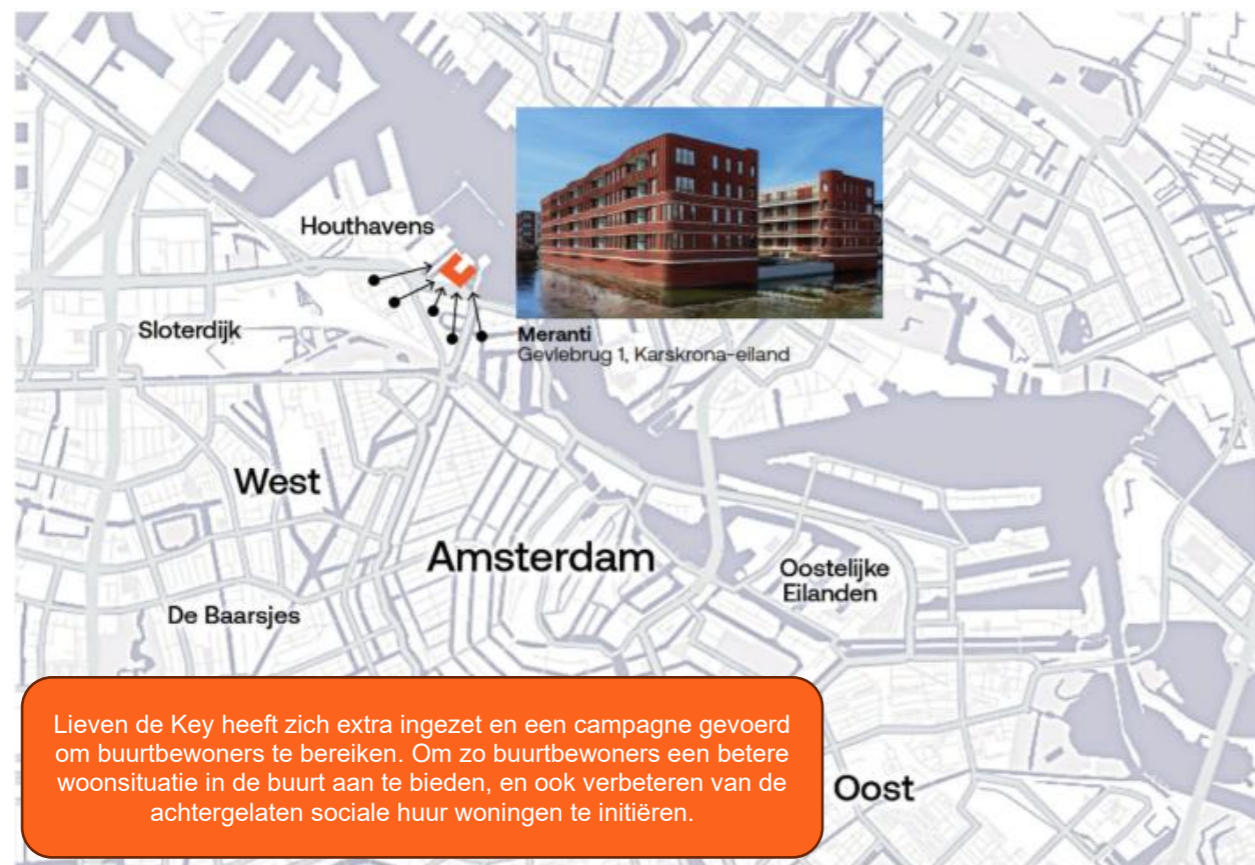 Houthavens
Sloterdijk
Meranti
Gevlebrug 1, Karskrona-eiland
West
Amsterdam
Oostelijke
Eilanden
De Baarsjes
Lieven de Key heeft zich extra ingezet en een campagne gevoerd
om buurtbewoners te bereiken. Om zo buurtbewoners een betere
woonsituatie in de buurt aan te bieden, en ook verbeteren van de
achtergelaten sociale huur woningen te initiëren.
Oost